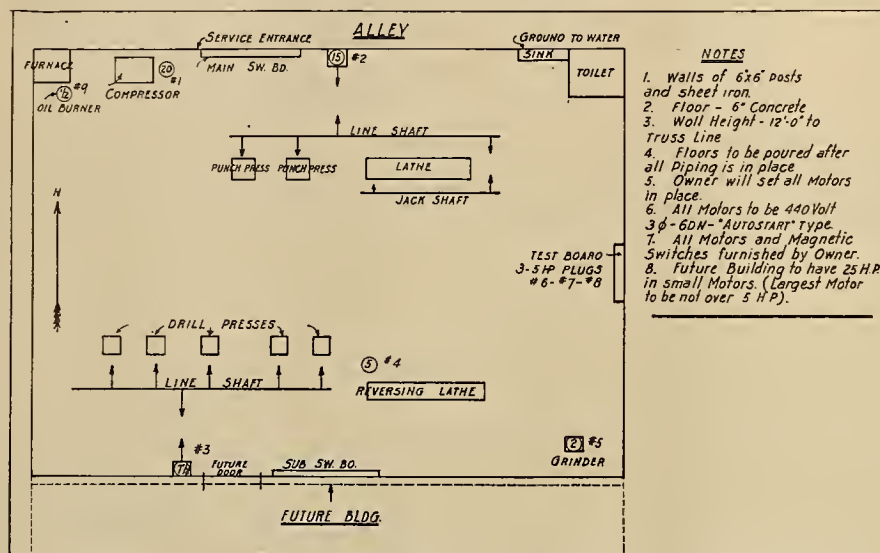 ALLEY
SERVICE ENTRANCE
GROUND TO WATER
FURNACE
20
#1
MAIN SW. BD.
15
#2
SINK
TOILET
1/2
#9
OIL BURNER
COMPRESSOR
LINE SHAFT
PUNCH PRESS
PUNCH PRESS
LATHE
JACK SHAFT
TEST BOARD
3-5 HP PLUGS
#6-#7-#8
DRILL PRESSES
5
#4
LINE SHAFT
REVERSING LATHE
#3
FUTURE
DOOR
SUB SW. BD.
2
#5
GRINDER
FUTURE BLDG.
NOTES
1. Walls of 6"x6" posts
and sheet iron.
2. Floor - 6" Concrete
3. Wall Height - 12'-0" to
Truss Line
4. Floors to be poured after
all Piping is in place
5. Owner will set all Motors
in place.
6. All Motors to be 440 Volt
3ϕ-60N-"AUTOSTART" Type.
7. All Motors and Magnetic
Switches furnished by Owner.
8. Future Building to have 25 H.P.
in small Motors. (Largest Motor
to be not over 5 H.P.).